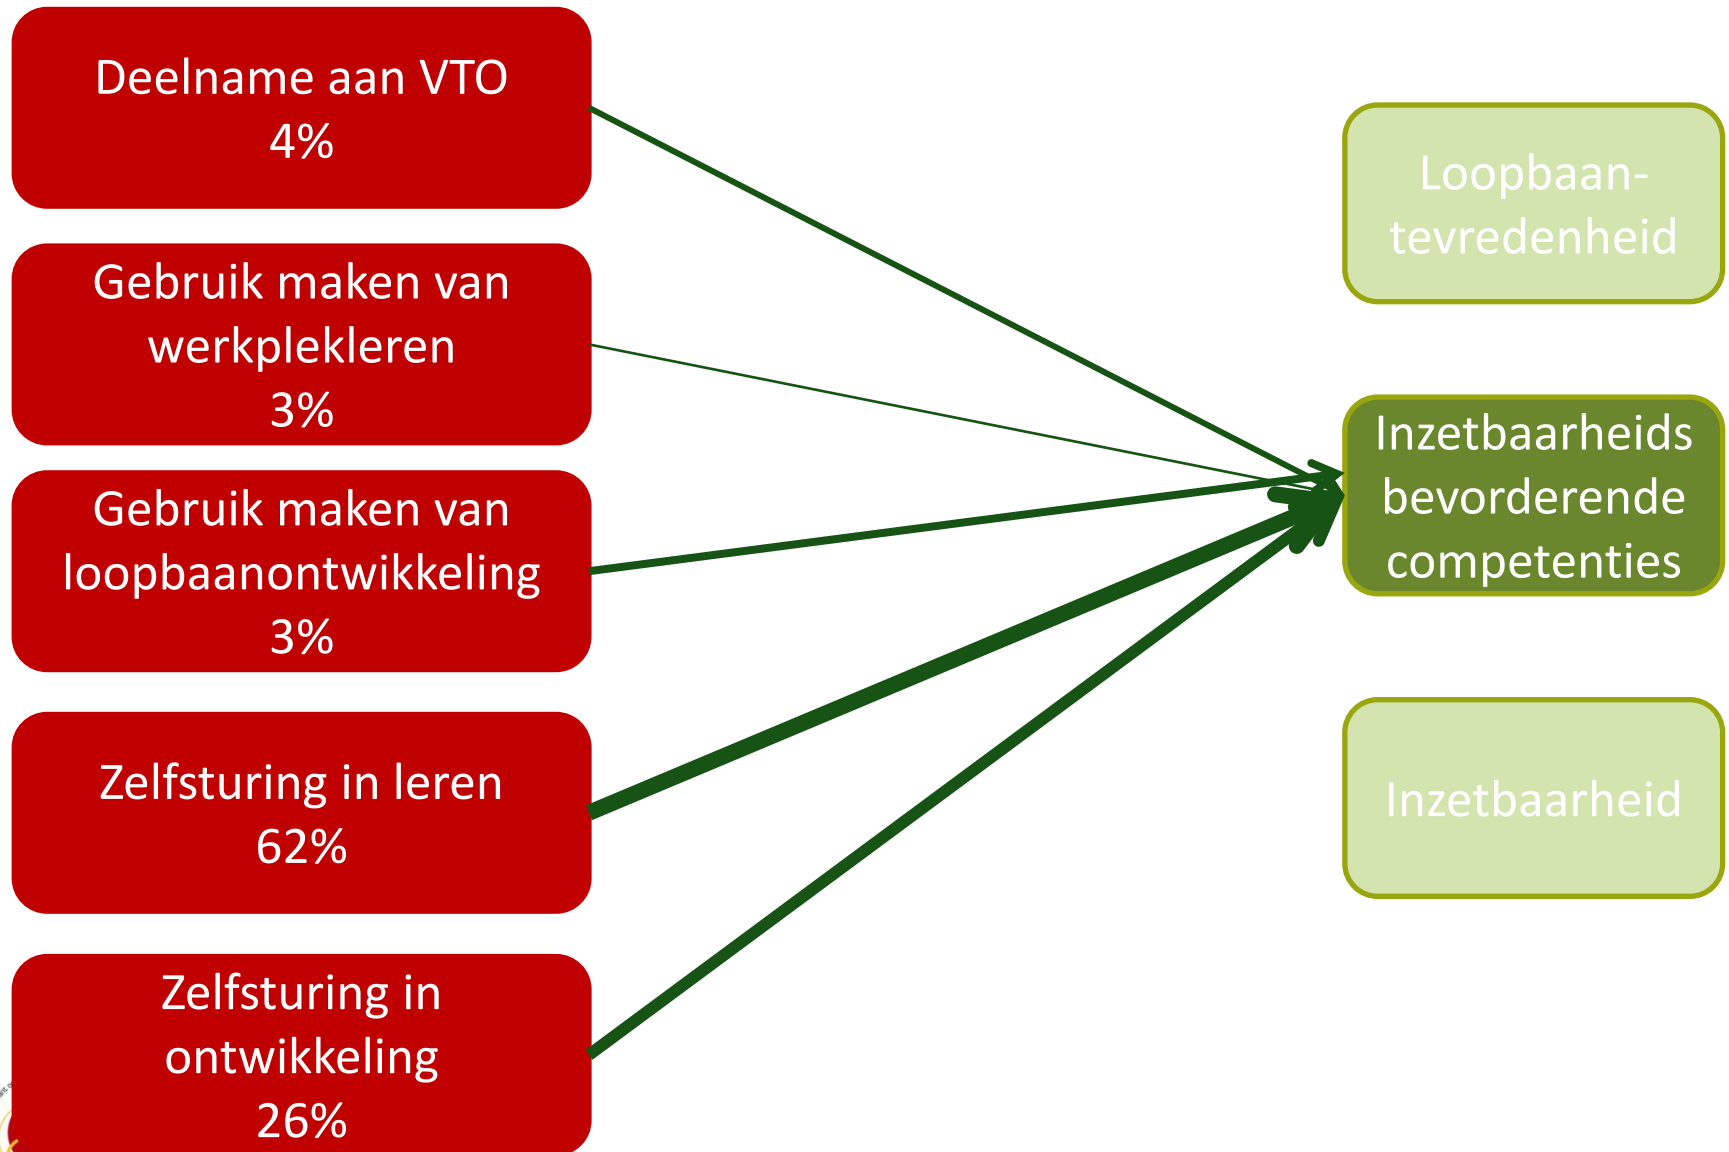 Deelname aan VTO
4%
Gebruik maken van
werkplekleren
3%
Gebruik maken van
loopbaanontwikkeling
3%
Zelfsturing in leren
62%
Zelfsturing in
ontwikkeling
26%
Loopbaan-
tevredenheid
Inzetbaarheids
bevorderende
competenties
Inzetbaarheid